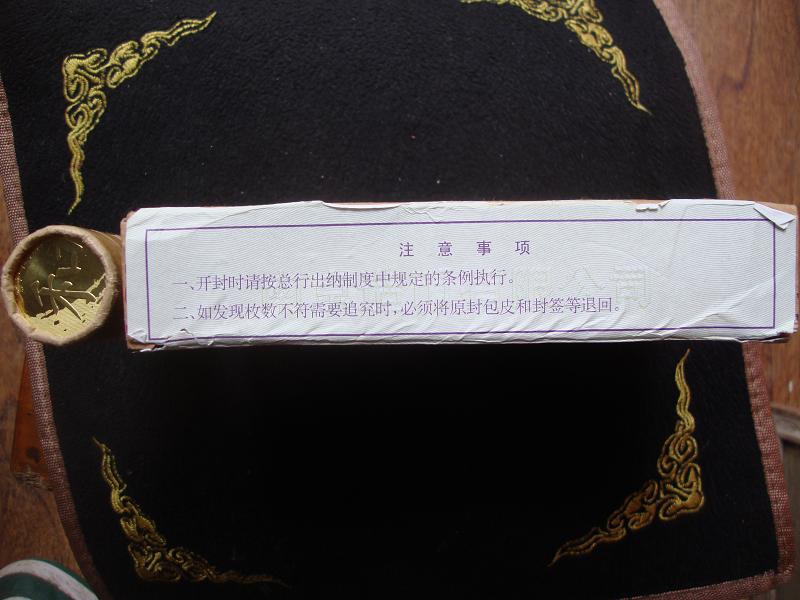 注 意 事 项
一、开封时请按总行出纳制度中规定的条例执行。
二、如发现枚数不符需要追究时,必须将原封包皮和封签等退回。
和